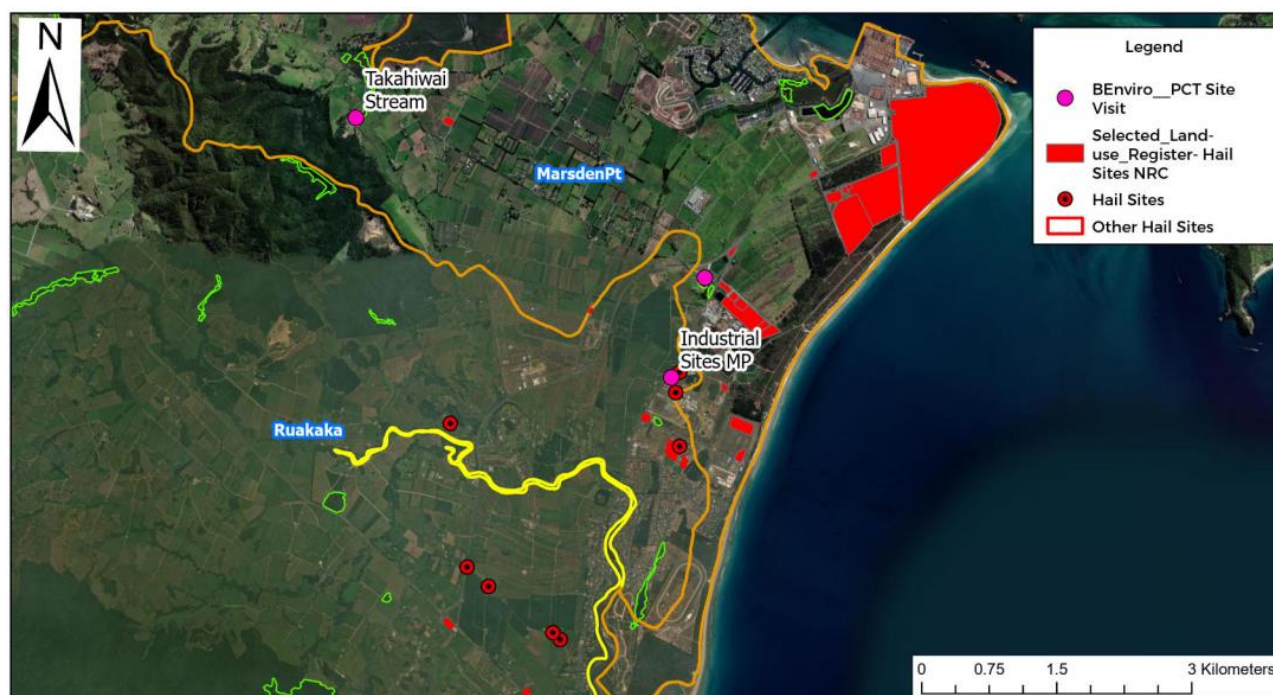 N
Takahiwai
Stream
MarsdenPt
Industrial
Sites MP
Ruakaka
Legend
BEnviro__PCT Site
Visit
Selected_Land-
use_Register- Hail
Sites NRC
Hail Sites
Other Hail Sites
0 0.75 1.5 3 Kilometers